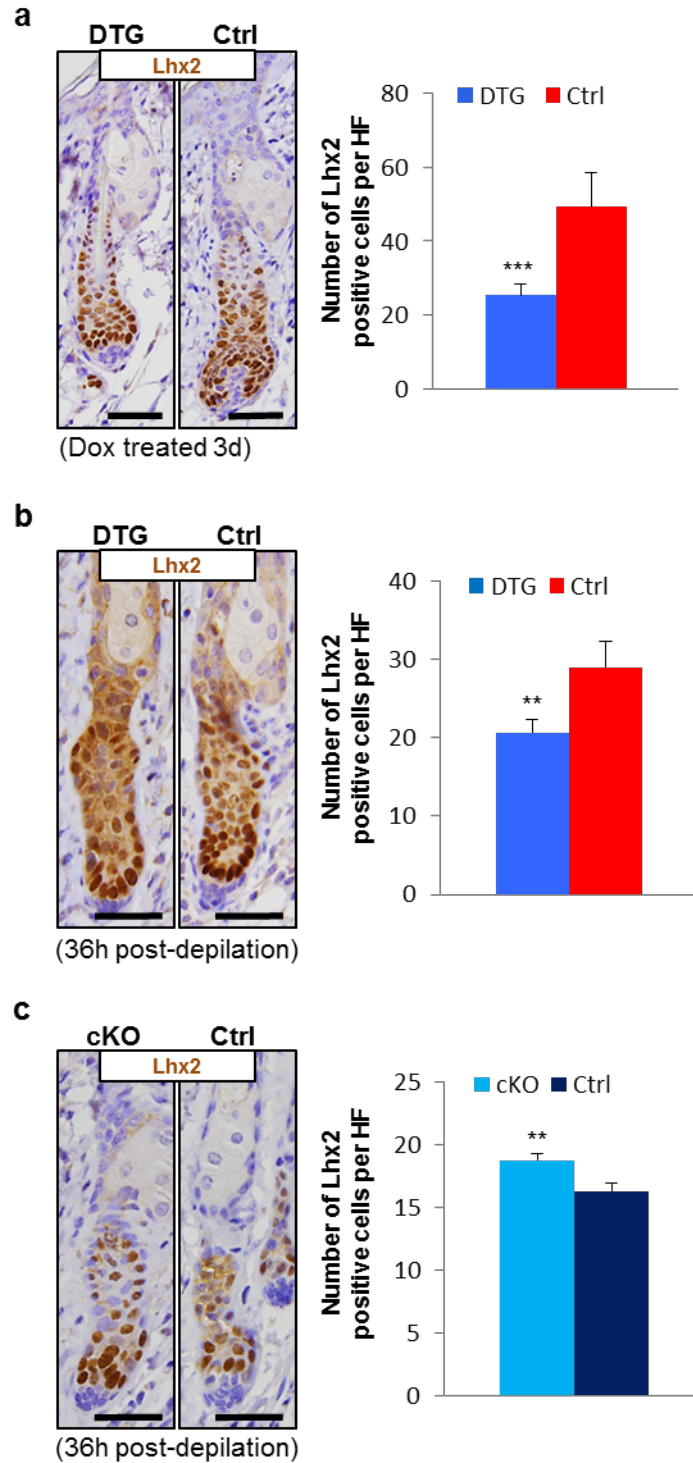 a
DTG Ctrl
Lhx2
(Dox treated 3d)
Number of Lhx2
positive cells per HF
80
60
40
20
0
DTG Ctrl
***
b
DTG Ctrl
Lhx2
(36h post-depilation)
Number of Lhx2
positive cells per HF
40
30
20
10
0
DTG Ctrl
**
c
cKO Ctrl
Lhx2
(36h post-depilation)
Number of Lhx2
positive cells per HF
25
20
15
10
5
0
cKO Ctrl
**